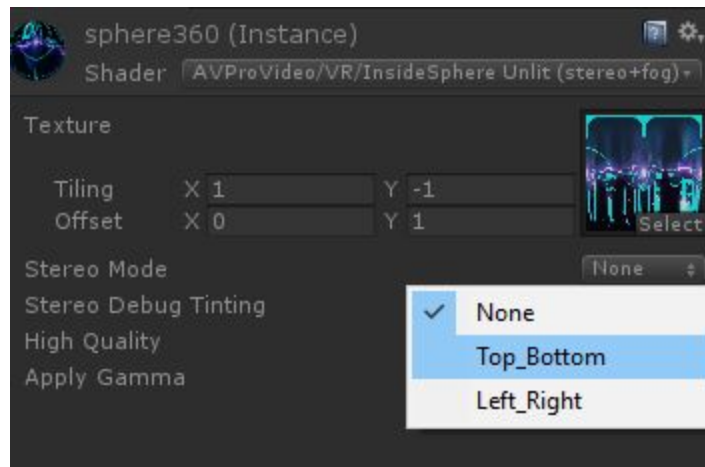 sphere360 (Instance)
Shader AVProVideo/VR/InsideSphere Unlit (stereo+fog)
Texture
Tiling X 1 Y -1
Offset X 0 Y 1
Select
Stereo Mode None
Stereo Debug Tinting
None
High Quality
Top_Bottom
Apply Gamma
Left_Right